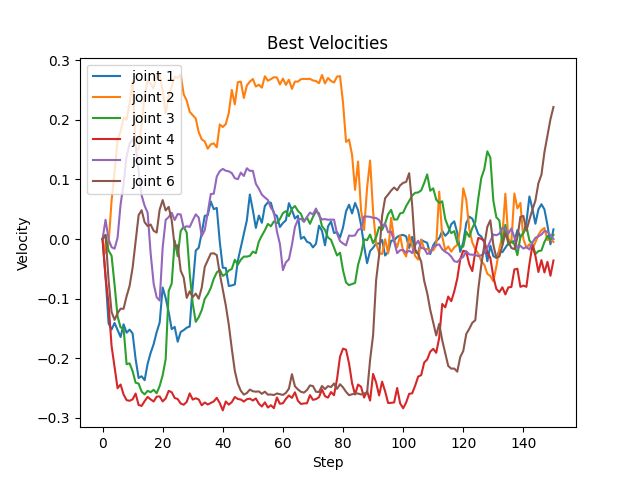 Best Velocities
joint 1
joint 2
joint 3
joint 4
joint 5
joint 6
Velocity
0.3
0.2
0.1
0.0
−0.1
−0.2
−0.3
0 20 40 60 80 100 120 140
Step